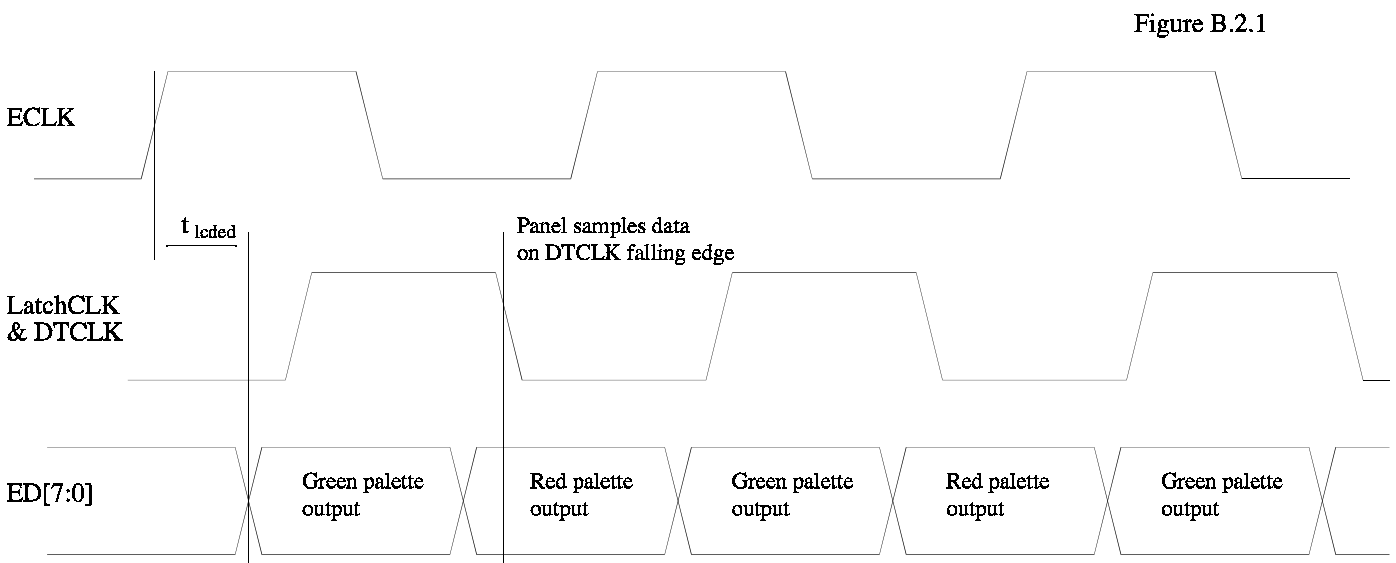 Figure B.2.1
ECLK
t lcded
Panel samples data
on DTCLK falling edge
LatchCLK
& DTCLK
ED[7:0]
Green palette
output
Red palette
output
Green palette
output
Red palette
output
Green palette
output